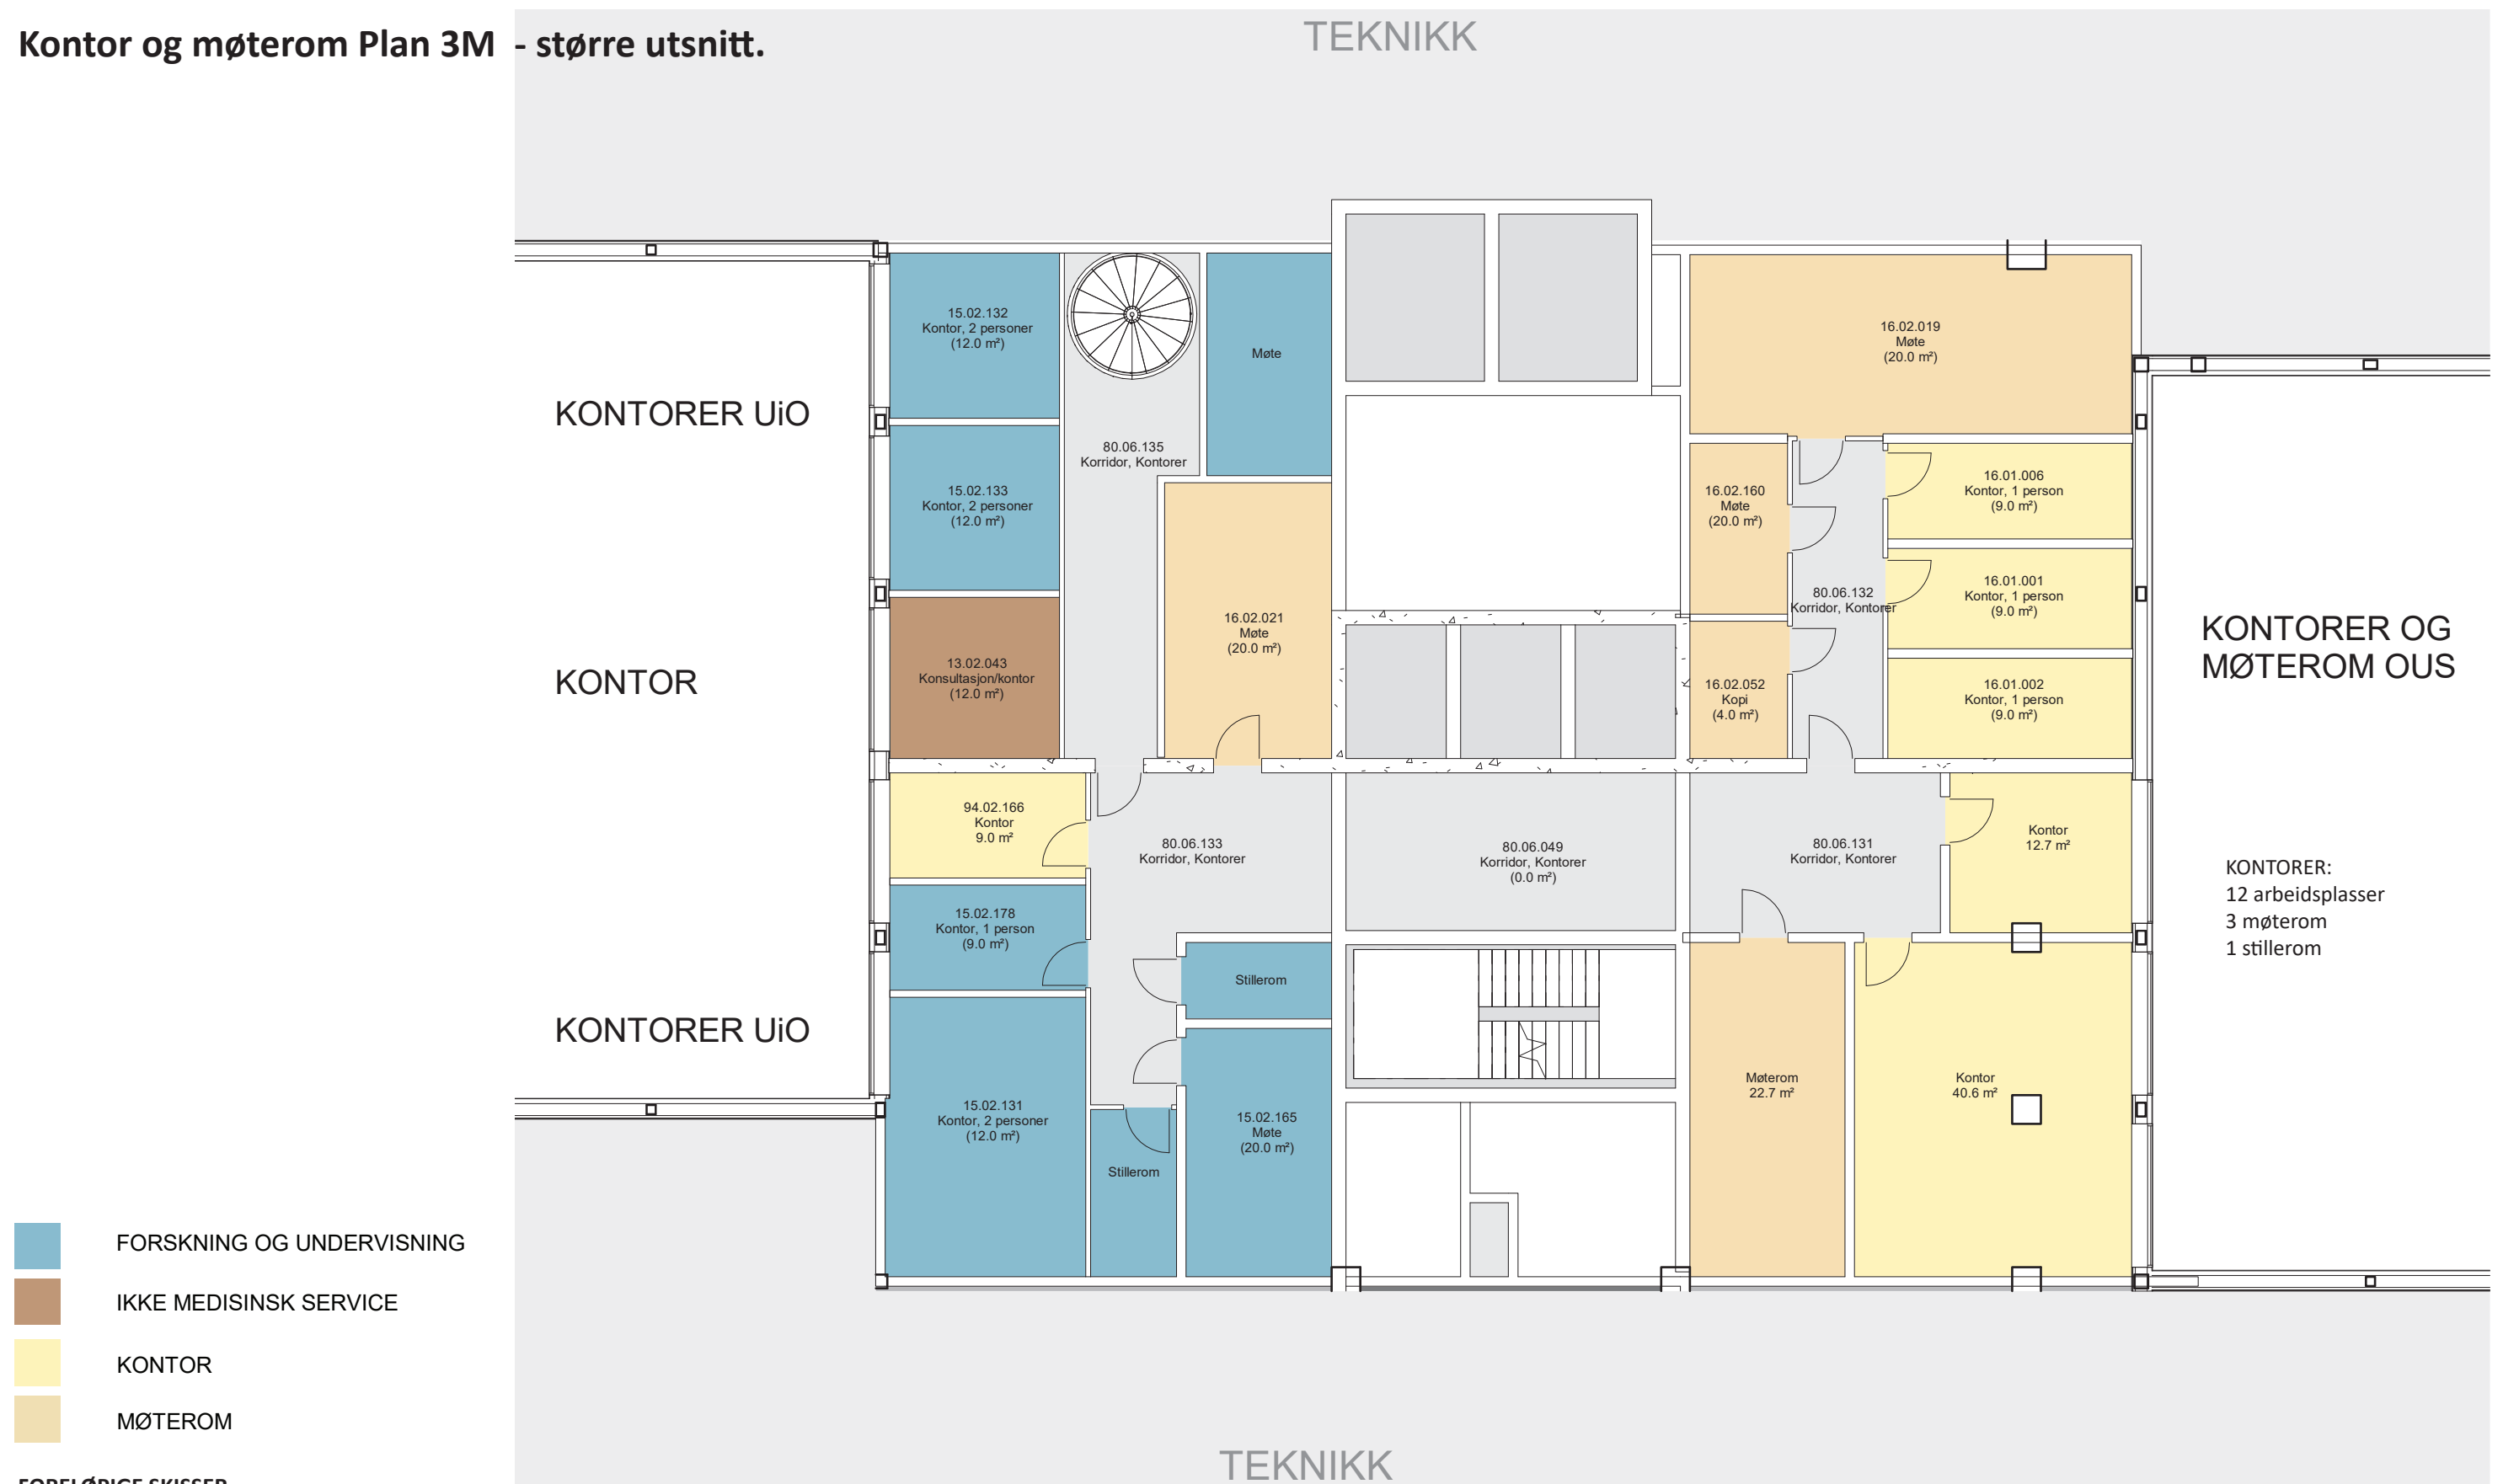 Kontor og møterom Plan 3M - større utsnitt.
TEKNIKK
KONTORER UiO
KONTOR
KONTORER UiO
15.02.132
Kontor, 2 personer
(12.0 m²)
15.02.133
Kontor, 2 personer
(12.0 m²)
13.02.043
Konsultasjon/kontor
(12.0 m²)
80.06.135
Korridor, Kontorer
Møte
16.02.021
Møte
(20.0 m²)
94.02.166
Kontor
9.0 m²
15.02.178
Kontor, 1 person
(9.0 m²)
15.02.131
Kontor, 2 personer
(12.0 m²)
80.06.133
Korridor, Kontorer
Stillerom
Stillerom
15.02.165
Møte
(20.0 m²)
80.06.049
Korridor, Kontorer
(0.0 m²)
16.02.019
Møte
(20.0 m²)
16.02.160
Møte
(20.0 m²)
16.02.052
Kopi
(4.0 m²)
80.06.132
Korridor, Kontorer
16.01.006
Kontor, 1 person
(9.0 m²)
16.01.001
Kontor, 1 person
(9.0 m²)
16.01.002
Kontor, 1 person
(9.0 m²)
80.06.131
Korridor, Kontorer
Kontor
12.7 m²
Møterom
22.7 m²
Kontor
40.6 m²
KONTORER OG
MØTEROM OUS
KONTORER:
12 arbeidsplasser
3 møterom
1 stillerom
FORSKNING OG UNDERVISNING
IKKE MEDISINSK SERVICE
KONTOR
MØTEROM
FORELØPIGE SKISSER
TEKNIKK